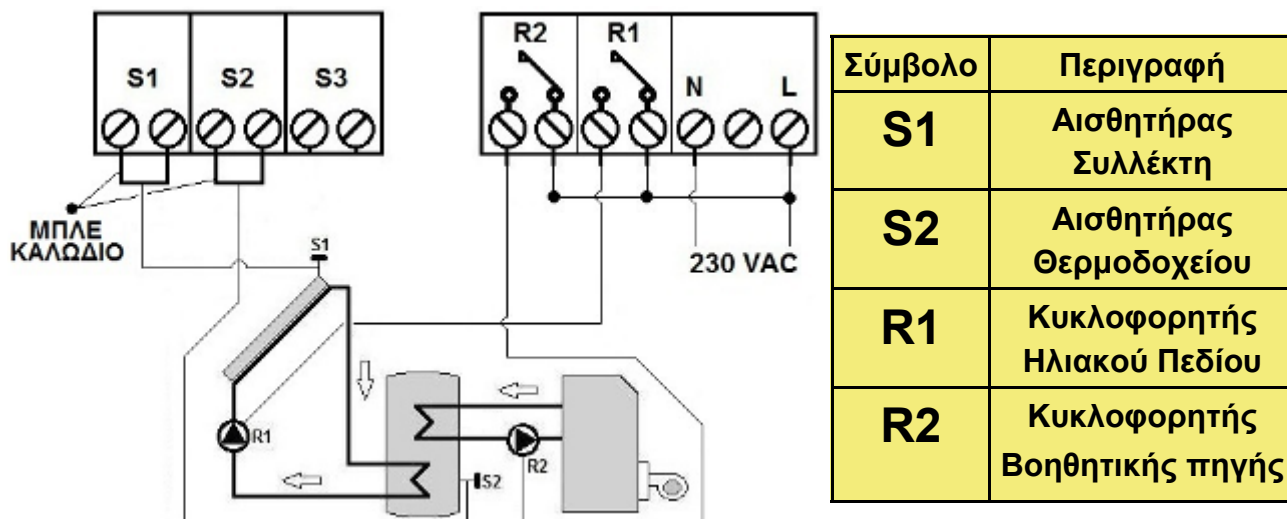 S1 S2 S3
R2 R1 N L
ΜΠΛΕ
ΚΑΛΩΔΙΟ
230 VAC
S1
R1
R2
S2
Σύμβολο Περιγραφή
S1 Αισθητήρας
Συλλέκτη
S2 Αισθητήρας
Θερμοδοχείου
R1 Κυκλοφορητής
Ηλιακού Πεδίου
R2 Κυκλοφορητής
Βοηθητικής πηγής